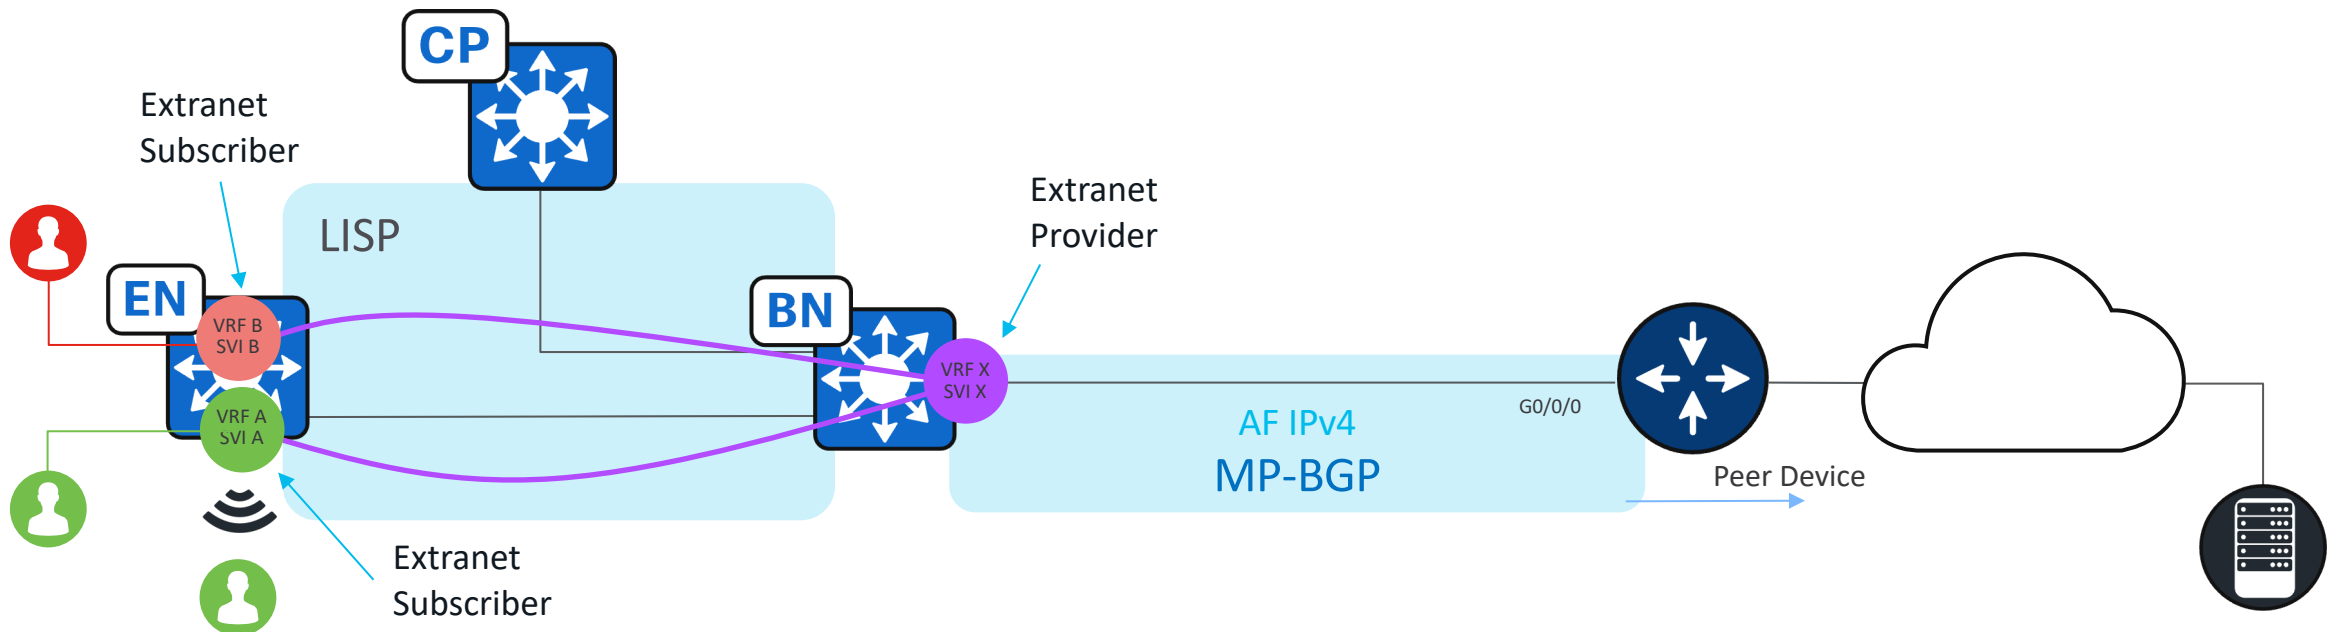 CP
Extranet
Subscriber
Extranet
Provider
LISP
EN
BN
VRF B
SVI B
VRF X
SVI X
VRF A
SVI A
G0/0/0
AF IPv4
MP-BGP
Peer Device
Extranet
Subscriber